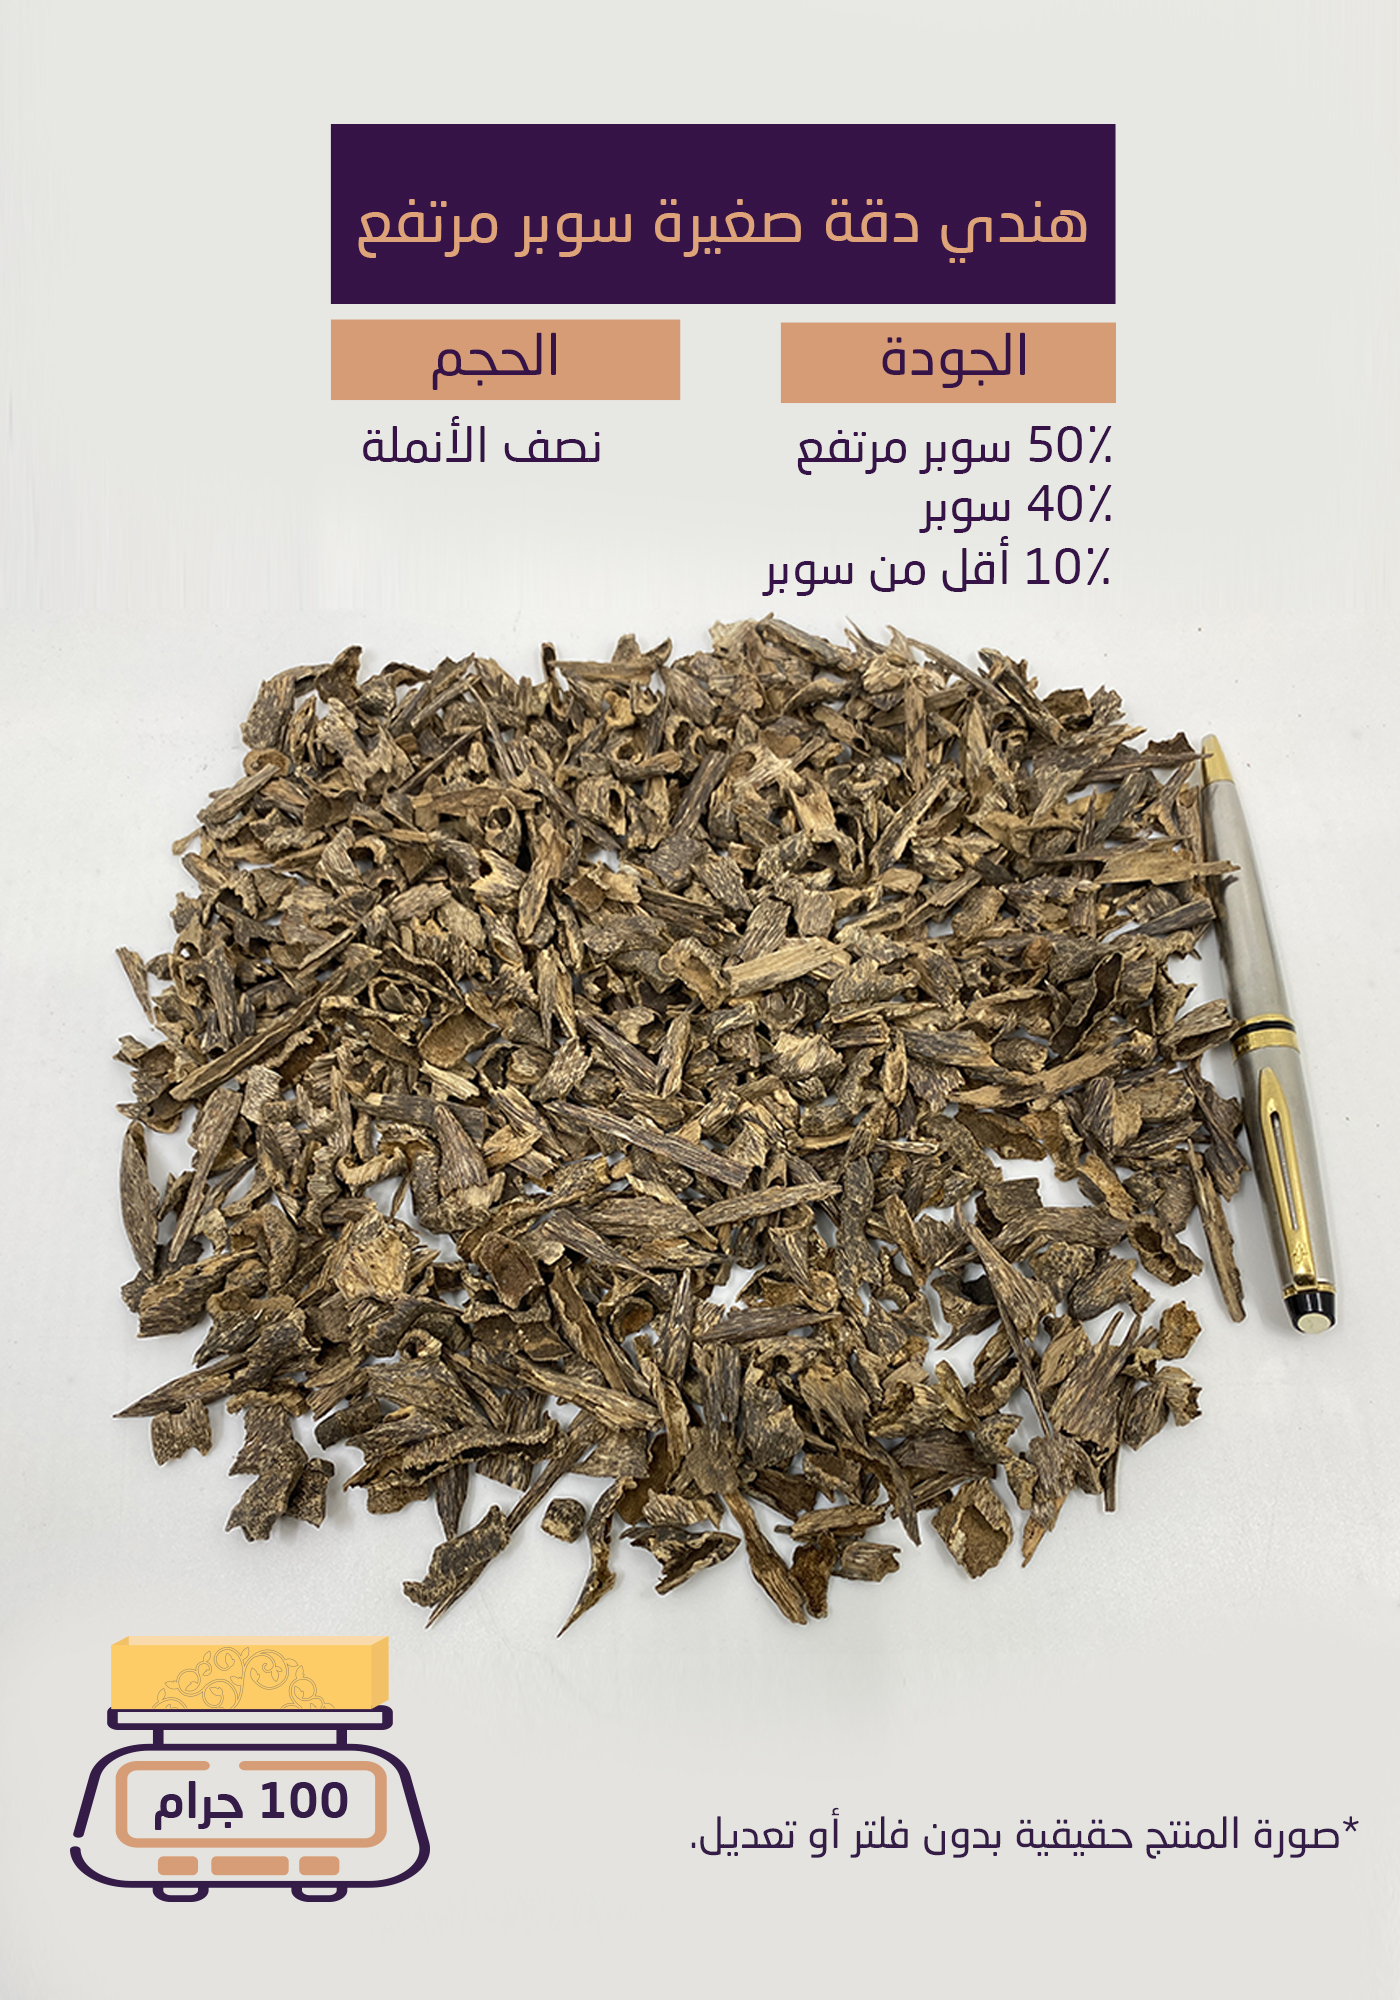 هندي دقة صغيرة سوبر مرتفع
الجودة
50٪ سوبر مرتفع
40٪ سوبر
10٪ أقل من سوبر
الحجم
نصف الأنملة
100 جرام
*صورة المنتج حقيقية بدون فلتر أو تعديل.